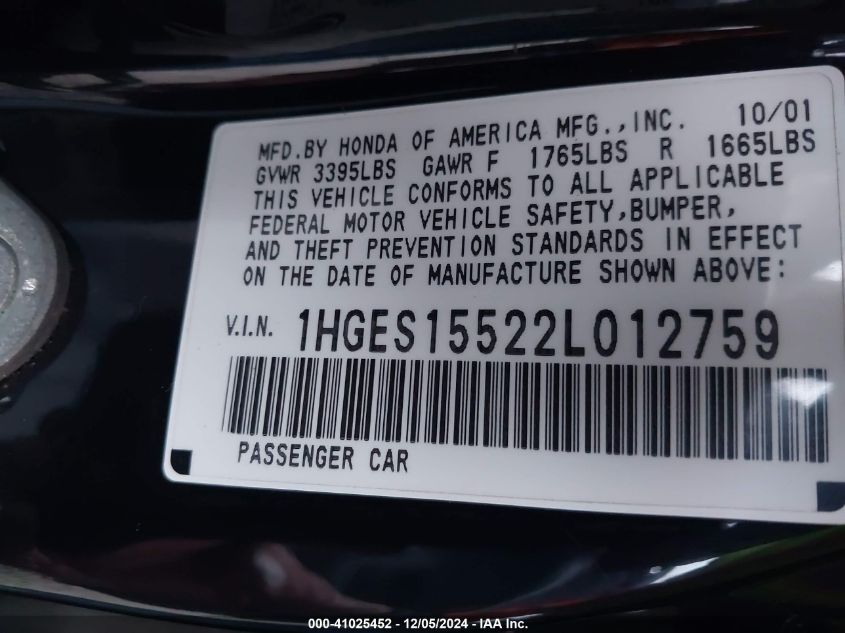 MFD.BY HONDA OF AMERICA MFG.,INC. 10/01
GVWR 3395LBS GAWR F 1765LBS R 1665LBS
THIS VEHICLE CONFORMS TO ALL APPLICABLE
FEDERAL MOTOR VEHICLE SAFETY,BUMPER,
AND THEFT PREVENTION STANDARDS IN EFFECT
ON THE DATE OF MANUFACTURE SHOWN ABOVE:
V.I.N. 1HGES15522L012759
PASSENGER CAR
000-41025452 - 12/05/2024 - IAA Inc.